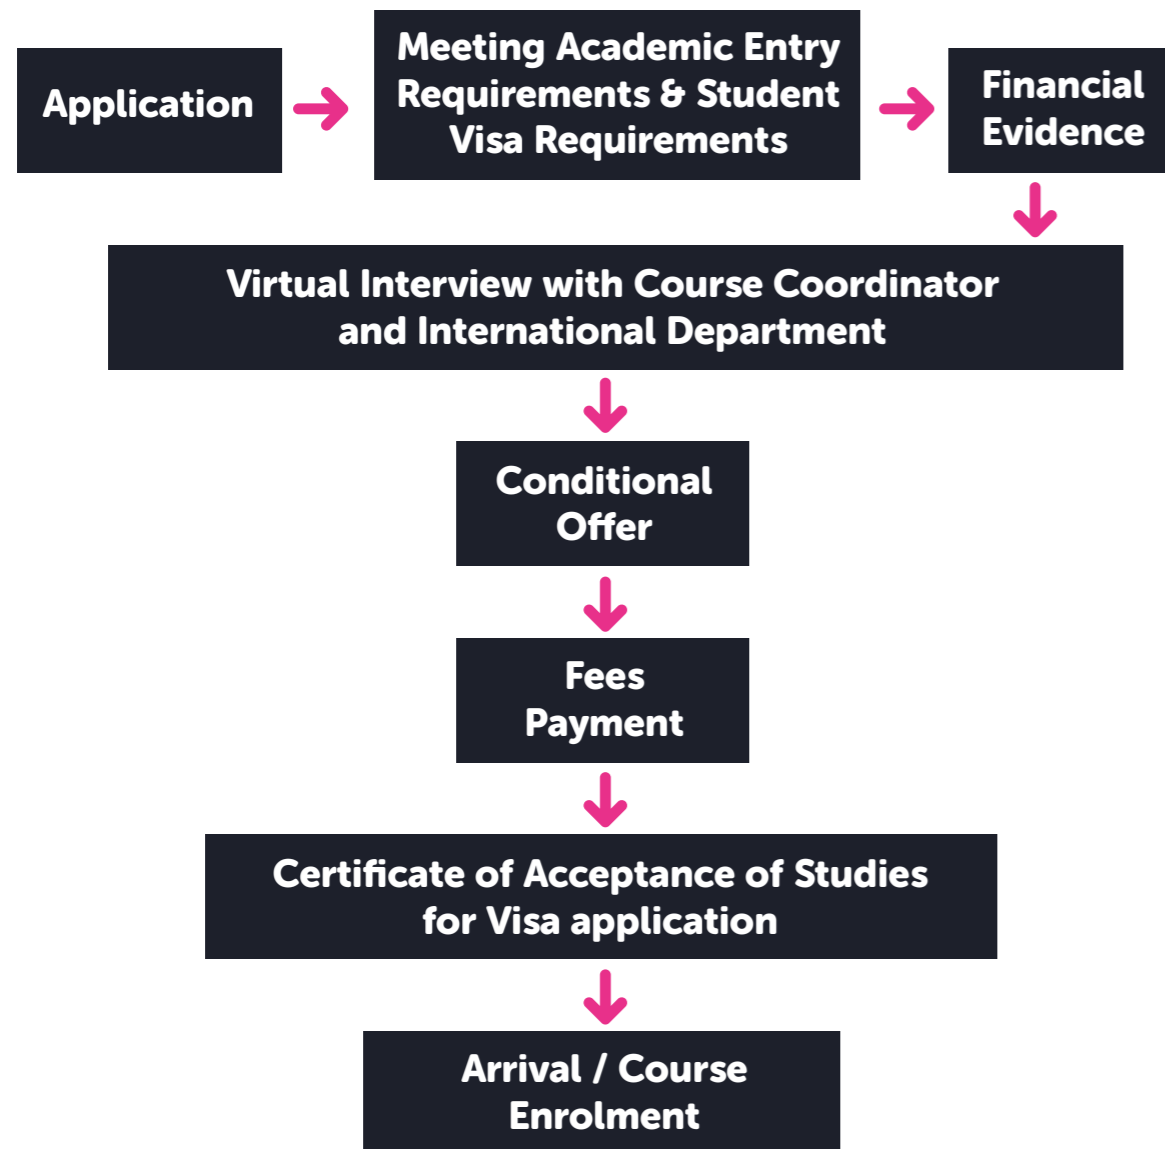 Application
Meeting Academic Entry
Requirements & Student
Visa Requirements
Financial
Evidence
Virtual Interview with Course Coordinator
and International Department
Conditional
Offer
Fees
Payment
Certificate of Acceptance of Studies
for Visa application
Arrival / Course
Enrolment